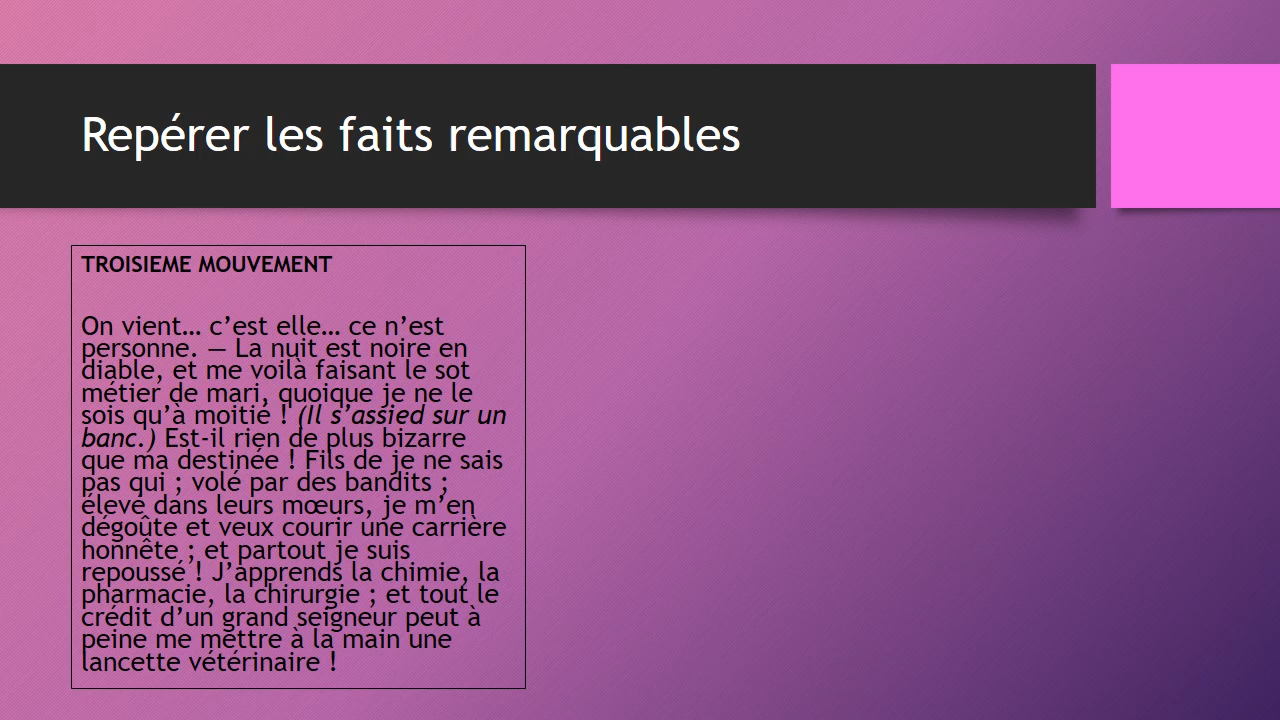 Repérer les faits remarquables
TROISIEME MOUVEMENT
On vient… c’est elle… ce n’est
personne. — La nuit est noire en
diable, et me voilà faisant le sot
métier de mari, quoique je ne le
sois qu’à moitié ! (Il s’assied sur un
banc.) Est-il rien de plus bizarre
que ma destinée ! Fils de je ne sais
pas qui ; volé par des bandits ;
élevé dans leurs mœurs, je m’en
dégoûte et veux courir une carrière
honnête ; et partout je suis
repoussé ! J’apprends la chimie, la
pharmacie, la chirurgie ; et tout le
crédit d’un grand seigneur peut à
peine me mettre à la main une
lancette vétérinaire !